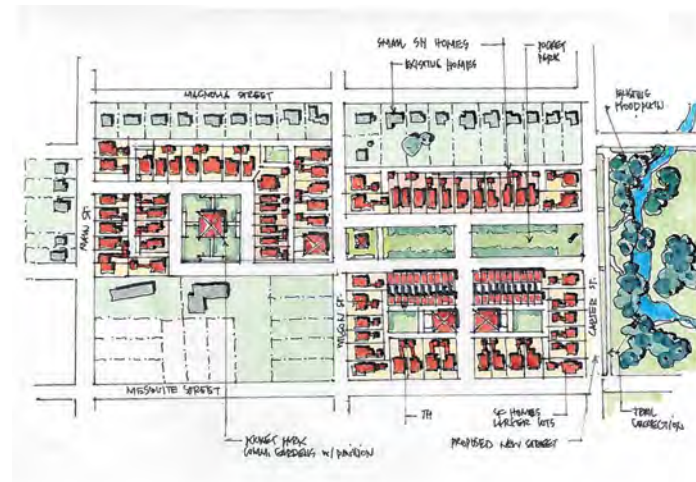 SMALL SF HOMES
EXISTING HOMES
POCKET
PARK
EXISTING
FLOODPLAIN
MAGNOLIA STREET
MAIN ST.
WILSON ST.
CARTER ST.
MESQUITE STREET
TH
SF HOMES
LARGER LOTS
TRAIL
CONNECTION
POCKET PARK
COMM. GARDENS W/ PAVILION
PROPOSED NEW STREET